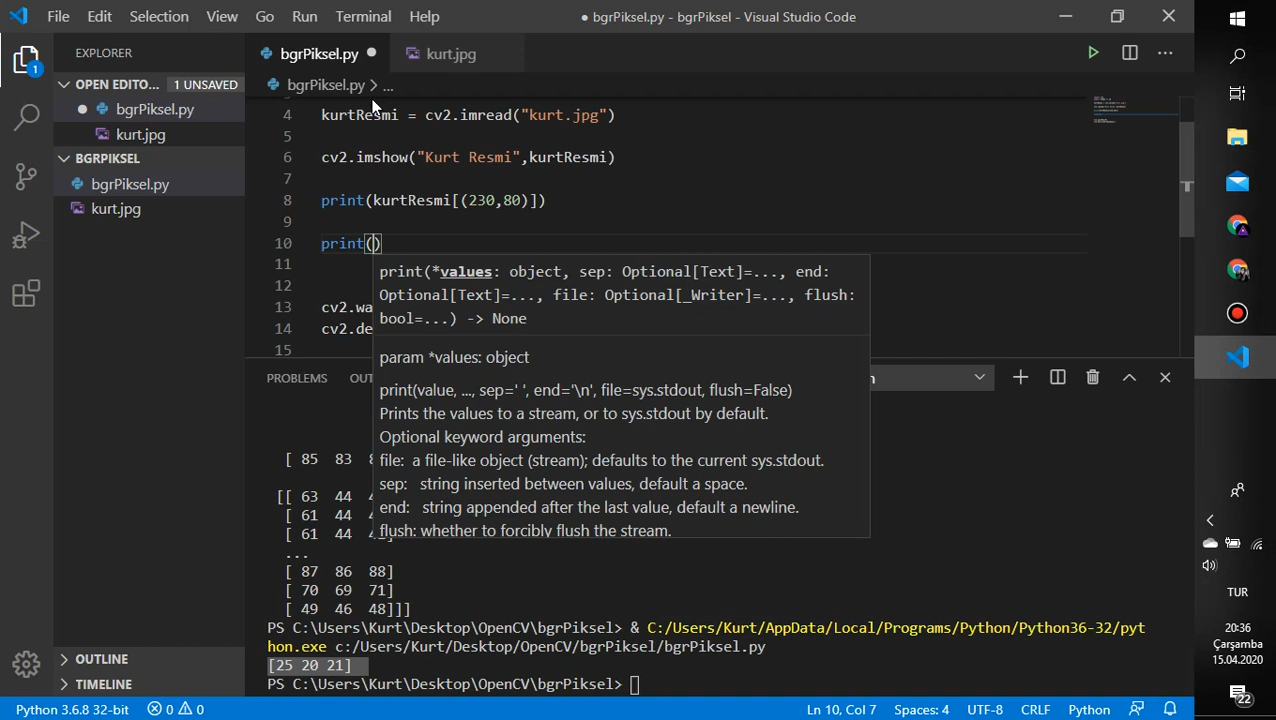 File Edit Selection View Go Run Terminal Help
● bgrPiksel.py - bgrPiksel - Visual Studio Code
EXPLORER
OPEN EDITO... 1 UNSAVED
bgrPiksel.py
kurt.jpg
BGRPIKSEL
bgrPiksel.py
kurt.jpg
OUTLINE
TIMELINE
1
bgrPiksel.py
kurt.jpg
bgrPiksel.py > ...
4 kurtResmi = cv2.imread("kurt.jpg")
5
6 cv2.imshow("Kurt Resmi",kurtResmi)
7
8 print(kurtResmi[(230,80)])
9
10 print()
11
12
13 cv2.wa
14 cv2.de
15
print(*values: object, sep: Optional[Text]=..., end:
Optional[Text]=..., file: Optional[_Writer]=..., flush:
bool=...) -> None
param *values: object
print(value, ..., sep=' ', end='\n', file=sys.stdout, flush=False)
Prints the values to a stream, or to sys.stdout by default.
Optional keyword arguments:
file: a file-like object (stream); defaults to the current sys.stdout.
sep: string inserted between values, default a space.
end: string appended after the last value, default a newline.
flush: whether to forcibly flush the stream.
PROBLEMS OUT
[ 85 83
[[ 63 44
[ 61 44
[ 61 44
...
[ 87 86 88]
[ 70 69 71]
[ 49 46 48]]]
PS C:\Users\Kurt\Desktop\OpenCV\bgrPiksel> & C:/Users/Kurt/AppData/Local/Programs/Python/Python36-32/pyt
hon.exe c:/Users/Kurt/Desktop/OpenCV/bgrPiksel/bgrPiksel.py
[25 20 21]
PS C:\Users\Kurt\Desktop\OpenCV\bgrPiksel>
Python 3.6.8 32-bit 0 0 Ln 10, Col 7 Spaces: 4 UTF-8 CRLF Python
TUR
20:36
Çarşamba
15.04.2020
22